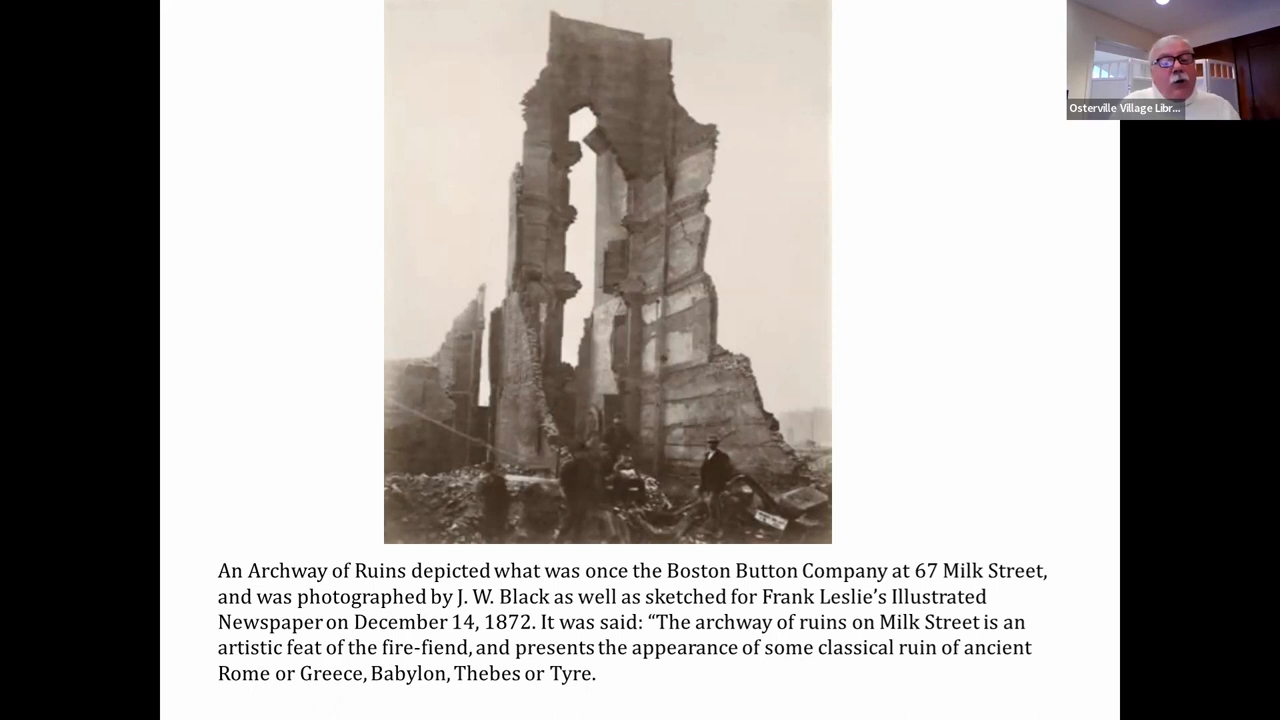 Osterville Village Libr...
An Archway of Ruins depicted what was once the Boston Button Company at 67 Milk Street,
and was photographed by J. W. Black as well as sketched for Frank Leslie’s Illustrated
Newspaper on December 14, 1872. It was said: “The archway of ruins on Milk Street is an
artistic feat of the fire-fiend, and presents the appearance of some classical ruin of ancient
Rome or Greece, Babylon, Thebes or Tyre.